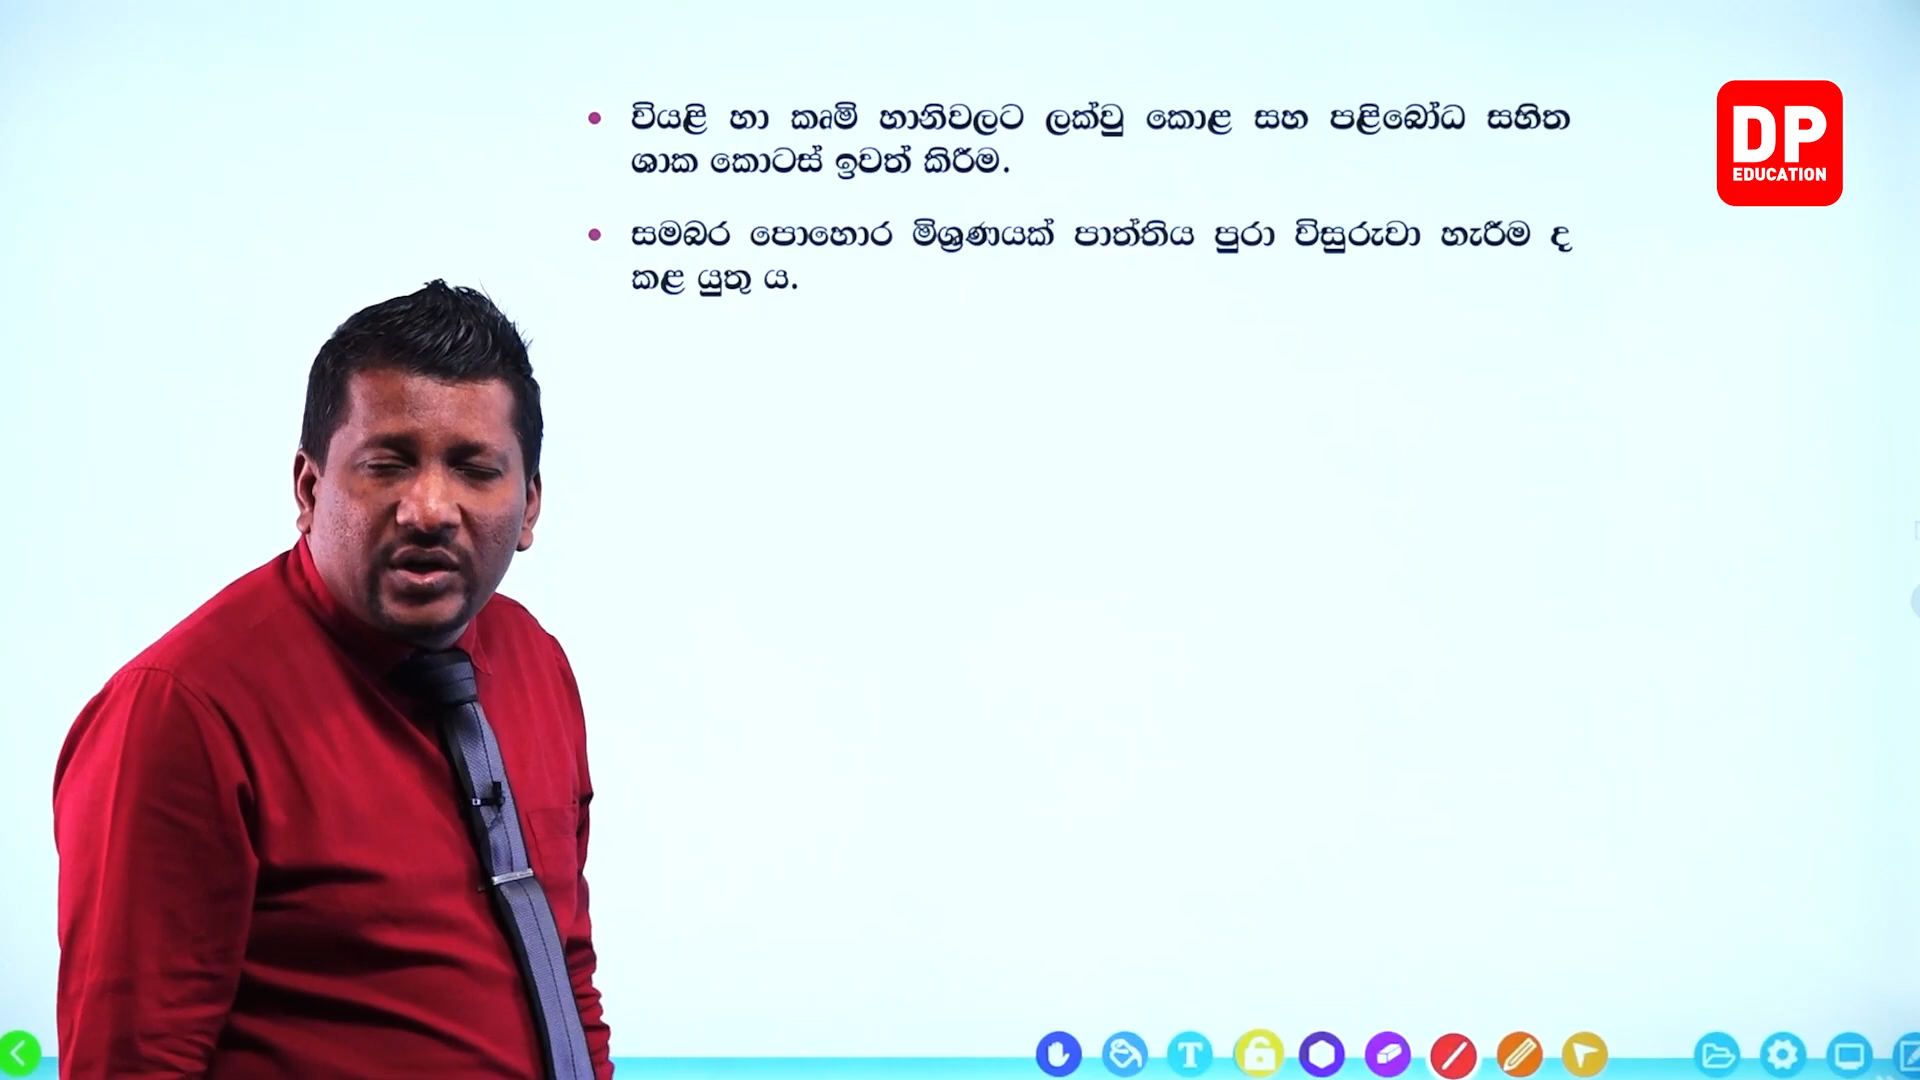 • වියළි හා කෘමි හානිවලට ලක්වු කොළ සහ පළිබෝධ සහිත
ශාක කොටස් ඉවත් කිරීම.
• සමබර පොහොර මිශ්‍රණයක් පාත්තිය පුරා විසුරුවා හැරීම ද
කළ යුතු ය.
DP
EDUCATION
T